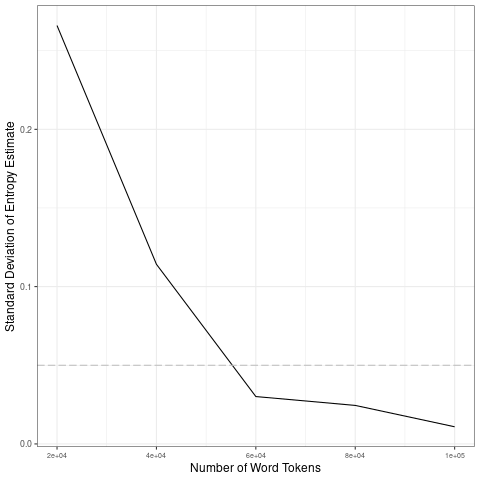 Standard Deviation of Entropy Estimate
0.2
0.1
0.0
2e+04 4e+04 6e+04 8e+04 1e+05
Number of Word Tokens